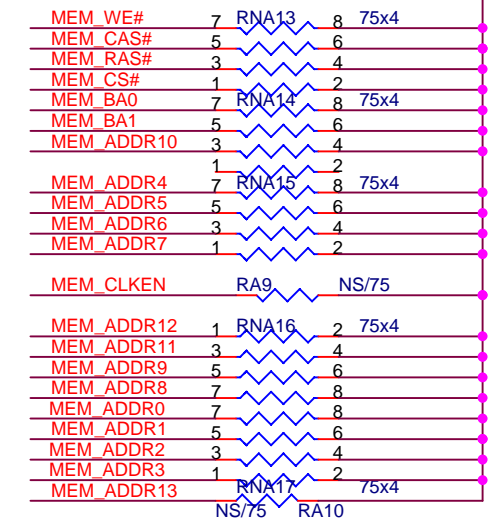 MEM_WE# 7 RNA13 8 75x4
MEM_CAS# 5 6
MEM_RAS# 3 4
MEM_CS# 1 2
MEM_BA0 7 RNA14 8 75x4
MEM_BA1 5 6
MEM_ADDR10 3 4
1 2
MEM_ADDR4 7 RNA15 8 75x4
MEM_ADDR5 5 6
MEM_ADDR6 3 4
MEM_ADDR7 1 2
MEM_CLKEN RA9 NS/75
MEM_ADDR12 1 RNA16 2 75x4
MEM_ADDR11 3 4
MEM_ADDR9 5 6
MEM_ADDR8 7 8
MEM_ADDR0 7 8
MEM_ADDR1 5 6
MEM_ADDR2 3 4
MEM_ADDR3 1 2
MEM_ADDR13 RNA17 75x4
NS/75 RA10